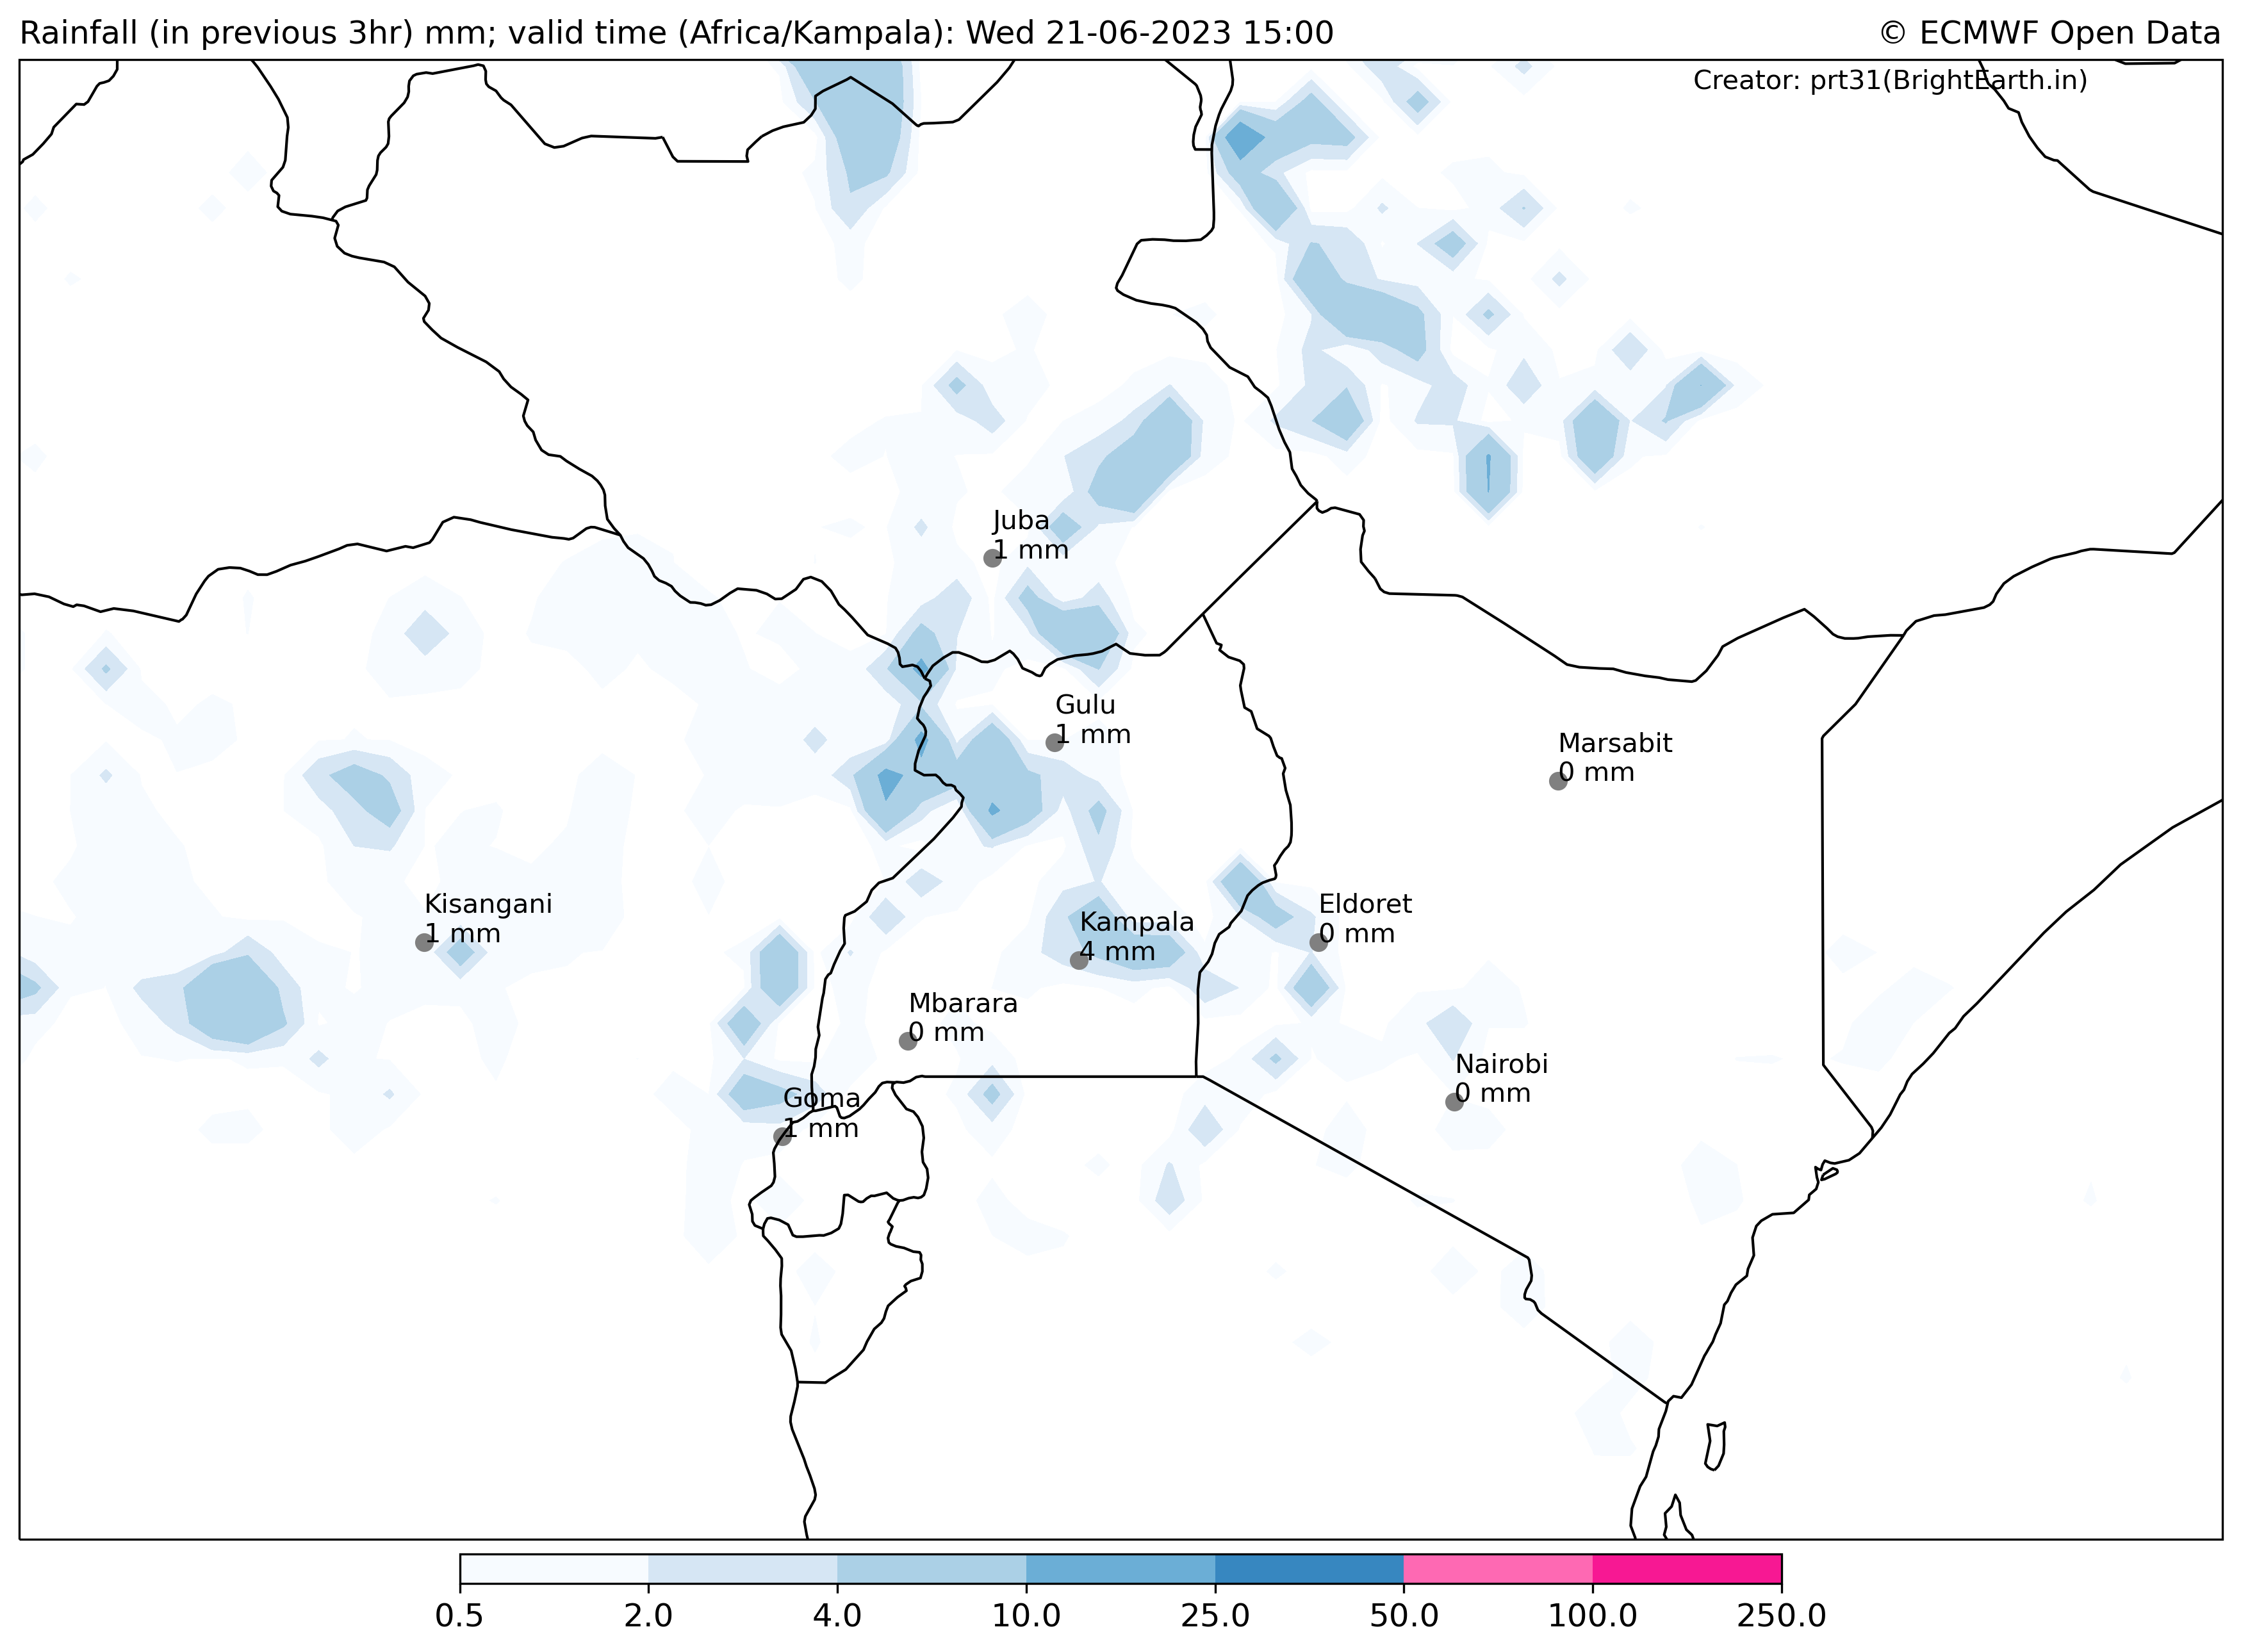 Rainfall (in previous 3hr) mm; valid time (Africa/Kampala): Wed 21-06-2023 15:00
© ECMWF Open Data
Creator: prt31(BrightEarth.in)
Juba
1 mm
Gulu
1 mm
Marsabit
0 mm
Kisangani
1 mm
Kampala
4 mm
Eldoret
0 mm
Mbarara
0 mm
Nairobi
0 mm
Goma
1 mm
0.5 2.0 4.0 10.0 25.0 50.0 100.0 250.0